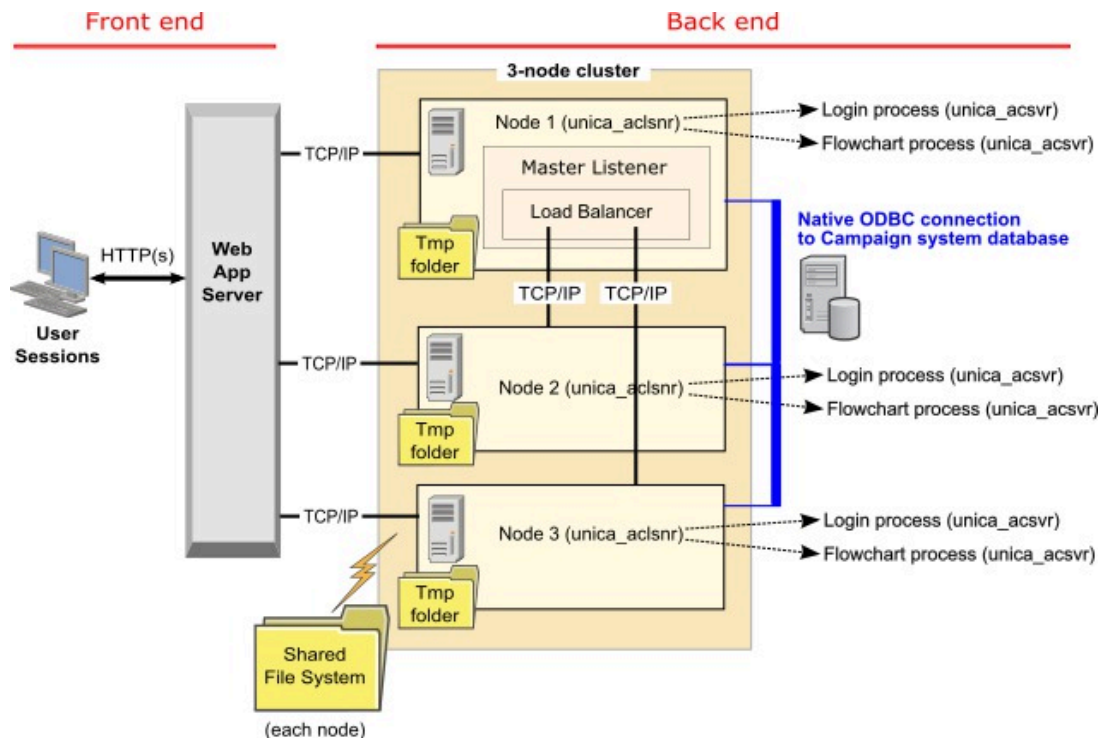 Front end
Back end
3-node cluster
Node 1 (unica_aclsnr)
Login process (unica_acsvr)
Flowchart process (unica_acsvr)
TCP/IP
Master Listener
Load Balancer
Tmp
folder
Native ODBC connection
to Campaign system database
HTTP(s)
Web
App
Server
User
Sessions
TCP/IP
TCP/IP
TCP/IP
Node 2 (unica_aclsnr)
Login process (unica_acsvr)
Flowchart process (unica_acsvr)
Tmp
folder
TCP/IP
Node 3 (unica_aclsnr)
Login process (unica_acsvr)
Flowchart process (unica_acsvr)
Tmp
folder
Shared
File System
(each node)